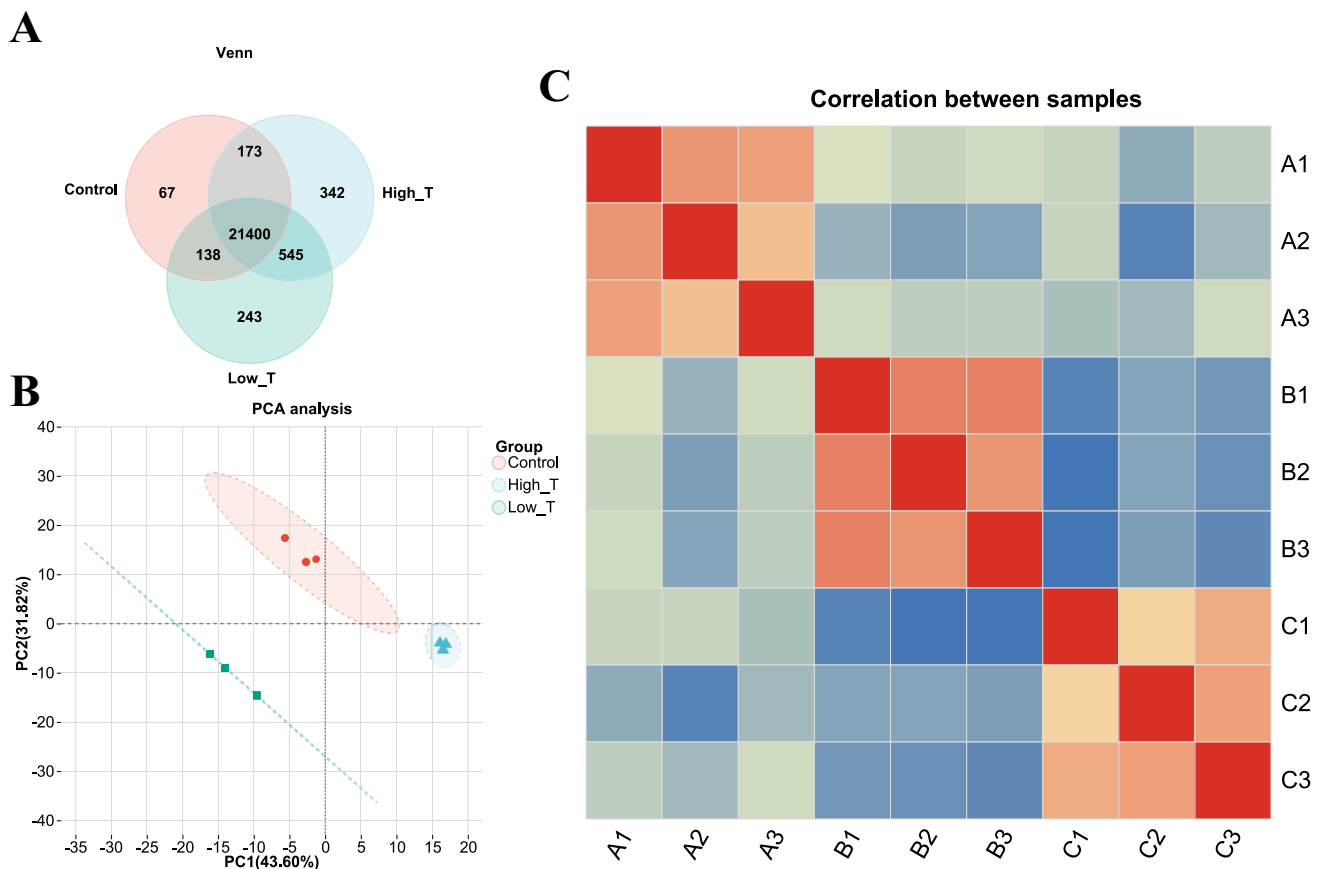 A
Venn
173
Control
67
342
High_T
21400
138
545
243
Low_T
B
PCA analysis
PC2(31.82%)
40
30
20
10
0
-10
-20
-30
-40
-35
-30
-25
-20
-15
-10
-5
0
5
10
15
20
PC1(43.60%)
Group
Control
High_T
Low_T
C
Correlation between samples
A1
A2
A3
B1
B2
B3
C1
C2
C3
A1
A2
A3
B1
B2
B3
C1
C2
C3